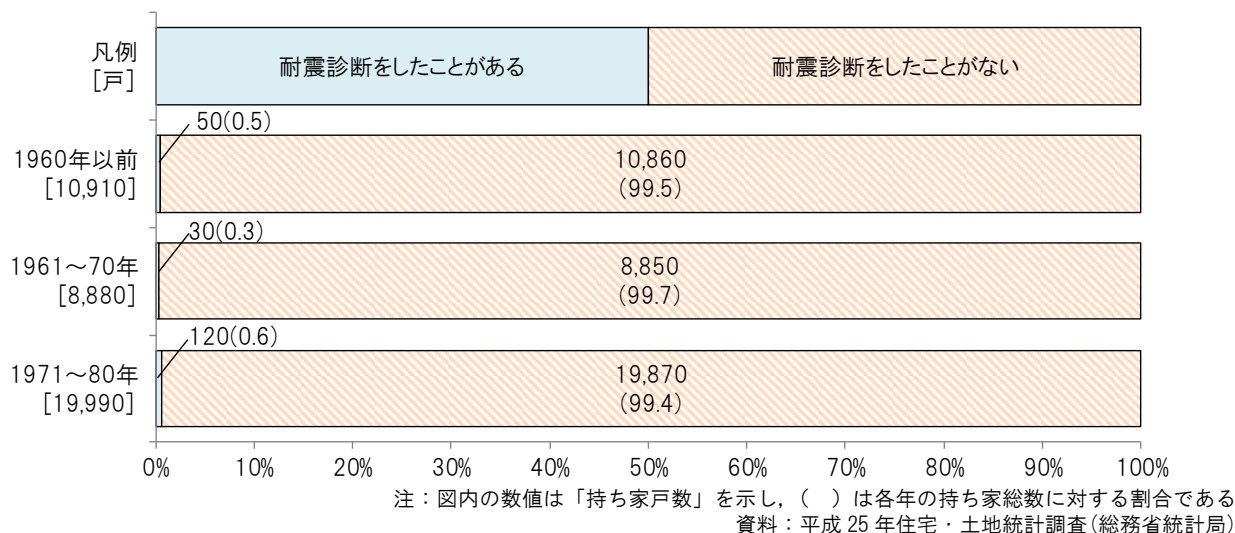 凡例
[戸]
耐震診断をしたことがある
耐震診断をしたことがない
50(0.5)
1960年以前
[10,910]
10,860
(99.5)
30(0.3)
1961～70年
[8,880]
8,850
(99.7)
120(0.6)
1971～80年
[19,990]
19,870
(99.4)
0% 10% 20% 30% 40% 50% 60% 70% 80% 90% 100%
注：図内の数値は「持ち家戸数」を示し，（　）は各年の持ち家総数に対する割合である
資料：平成 25 年住宅・土地統計調査(総務省統計局)